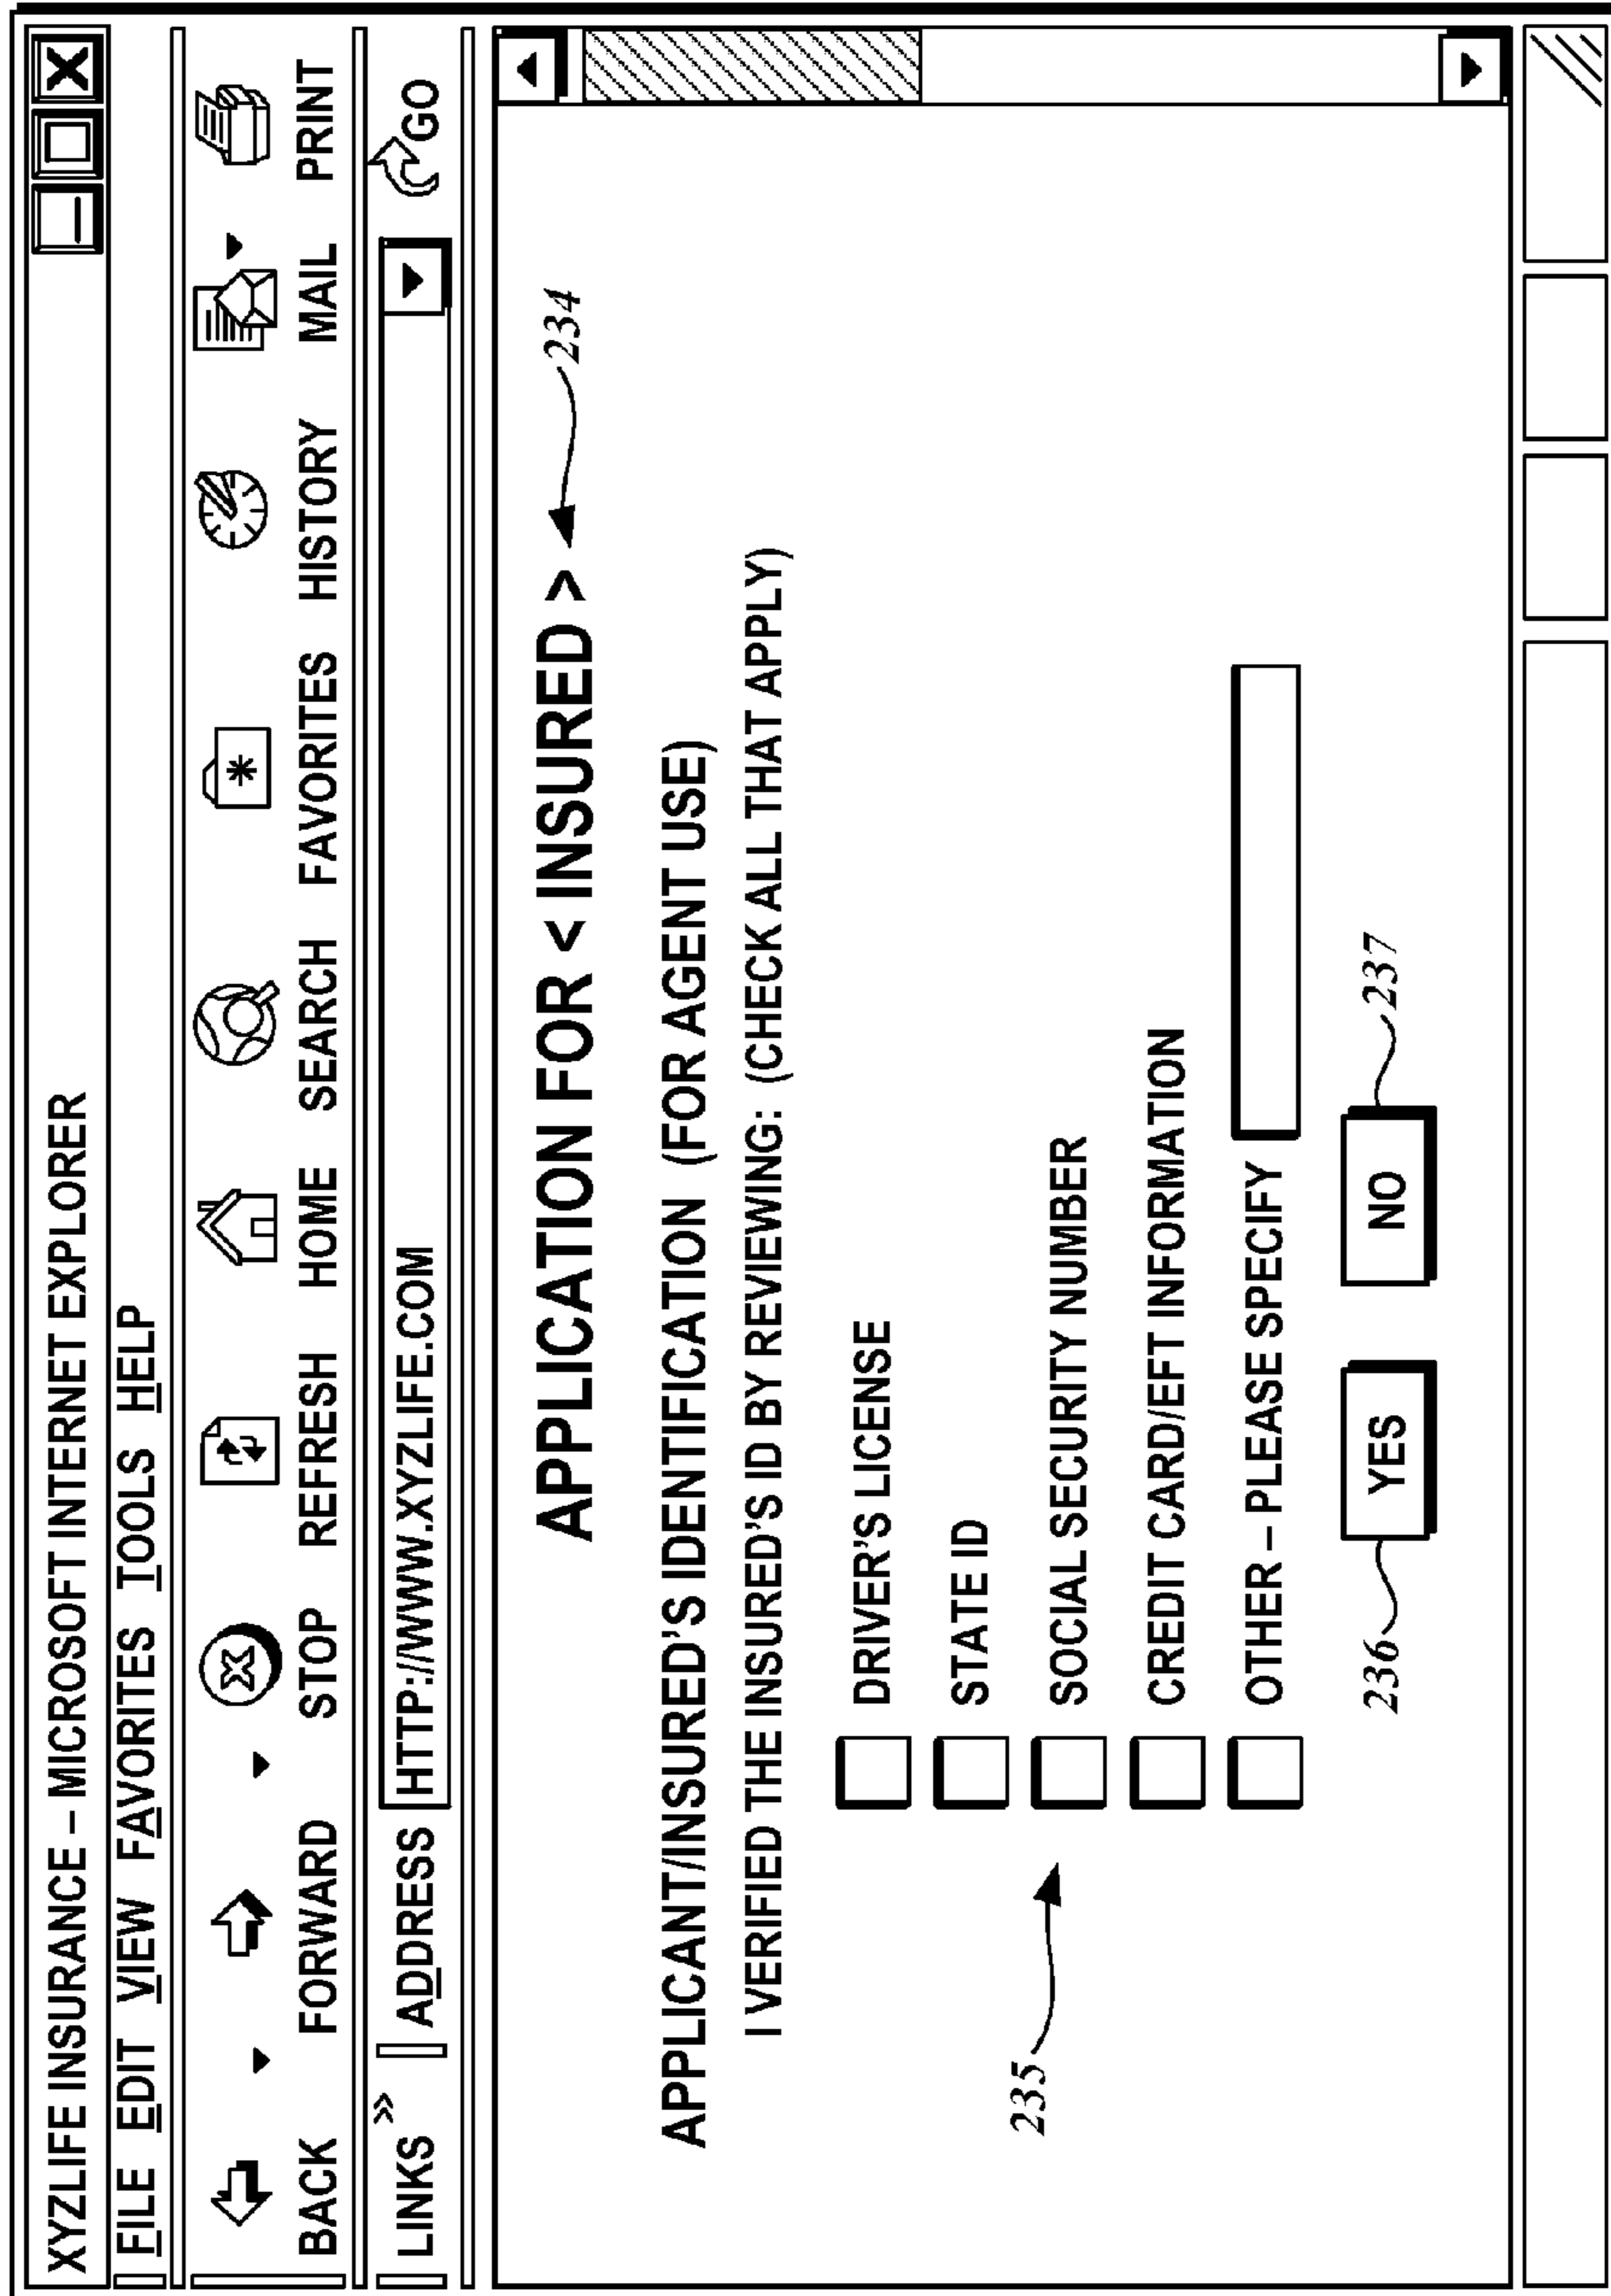 XYZLIFE INSURANCE – MICROSOFT INTERNET EXPLORER
FILE EDIT VIEW FAVORITES TOOLS HELP
BACK FORWARD STOP REFRESH HOME SEARCH FAVORITES HISTORY MAIL PRINT
LINKS » ADDRESS HTTP://WWW.XYZLIFE.COM GO
APPLICATION FOR < INSURED > 234
APPLICANT/INSURED'S IDENTIFICATION (FOR AGENT USE)
I VERIFIED THE INSURED'S ID BY REVIEWING: (CHECK ALL THAT APPLY)
DRIVER'S LICENSE
STATE ID
235 SOCIAL SECURITY NUMBER
CREDIT CARD/EFT INFORMATION
OTHER – PLEASE SPECIFY
236 YES NO 237